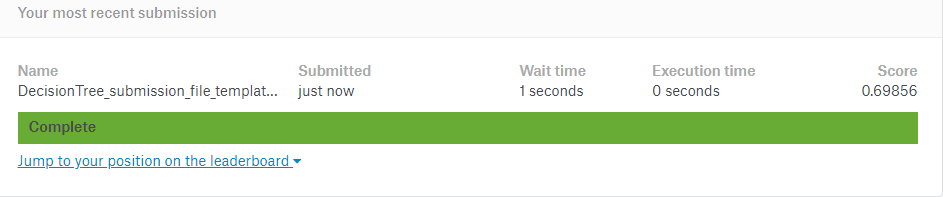 Your most recent submission
Name Submitted Wait time Execution time Score
DecisionTree_submission_file_templat... just now 1 seconds 0 seconds 0.69856
Complete
Jump to your position on the leaderboard